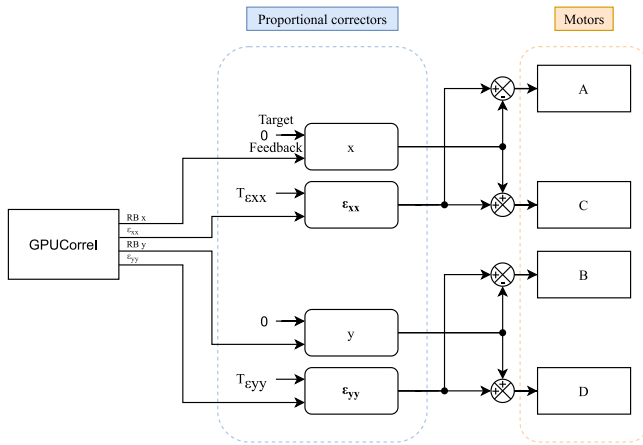 Proportional correctors
Motors
Target
0
Feedback
x
A
Tεxx
εxx
C
GPUCorrel
RB x
εxx
RB y
εyy
B
0
y
Tεyy
εyy
D
+
-
+
+
+
-
+
+